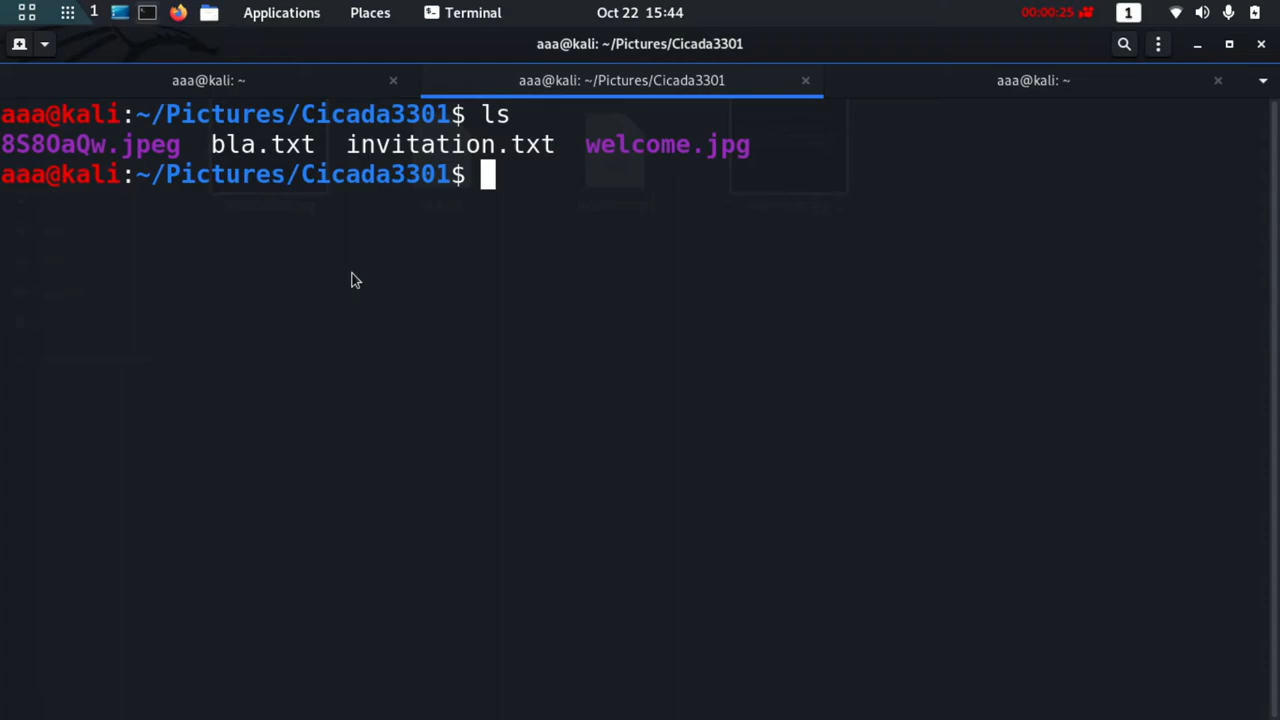 1 Applications Places Terminal Oct 22 15:44 00:00:25 1
aaa@kali: ~/Pictures/Cicada3301
aaa@kali: ~ aaa@kali: ~/Pictures/Cicada3301 aaa@kali: ~
aaa@kali:~/Pictures/Cicada3301$ ls
8S8OaQw.jpeg bla.txt invitation.txt welcome.jpg
aaa@kali:~/Pictures/Cicada3301$